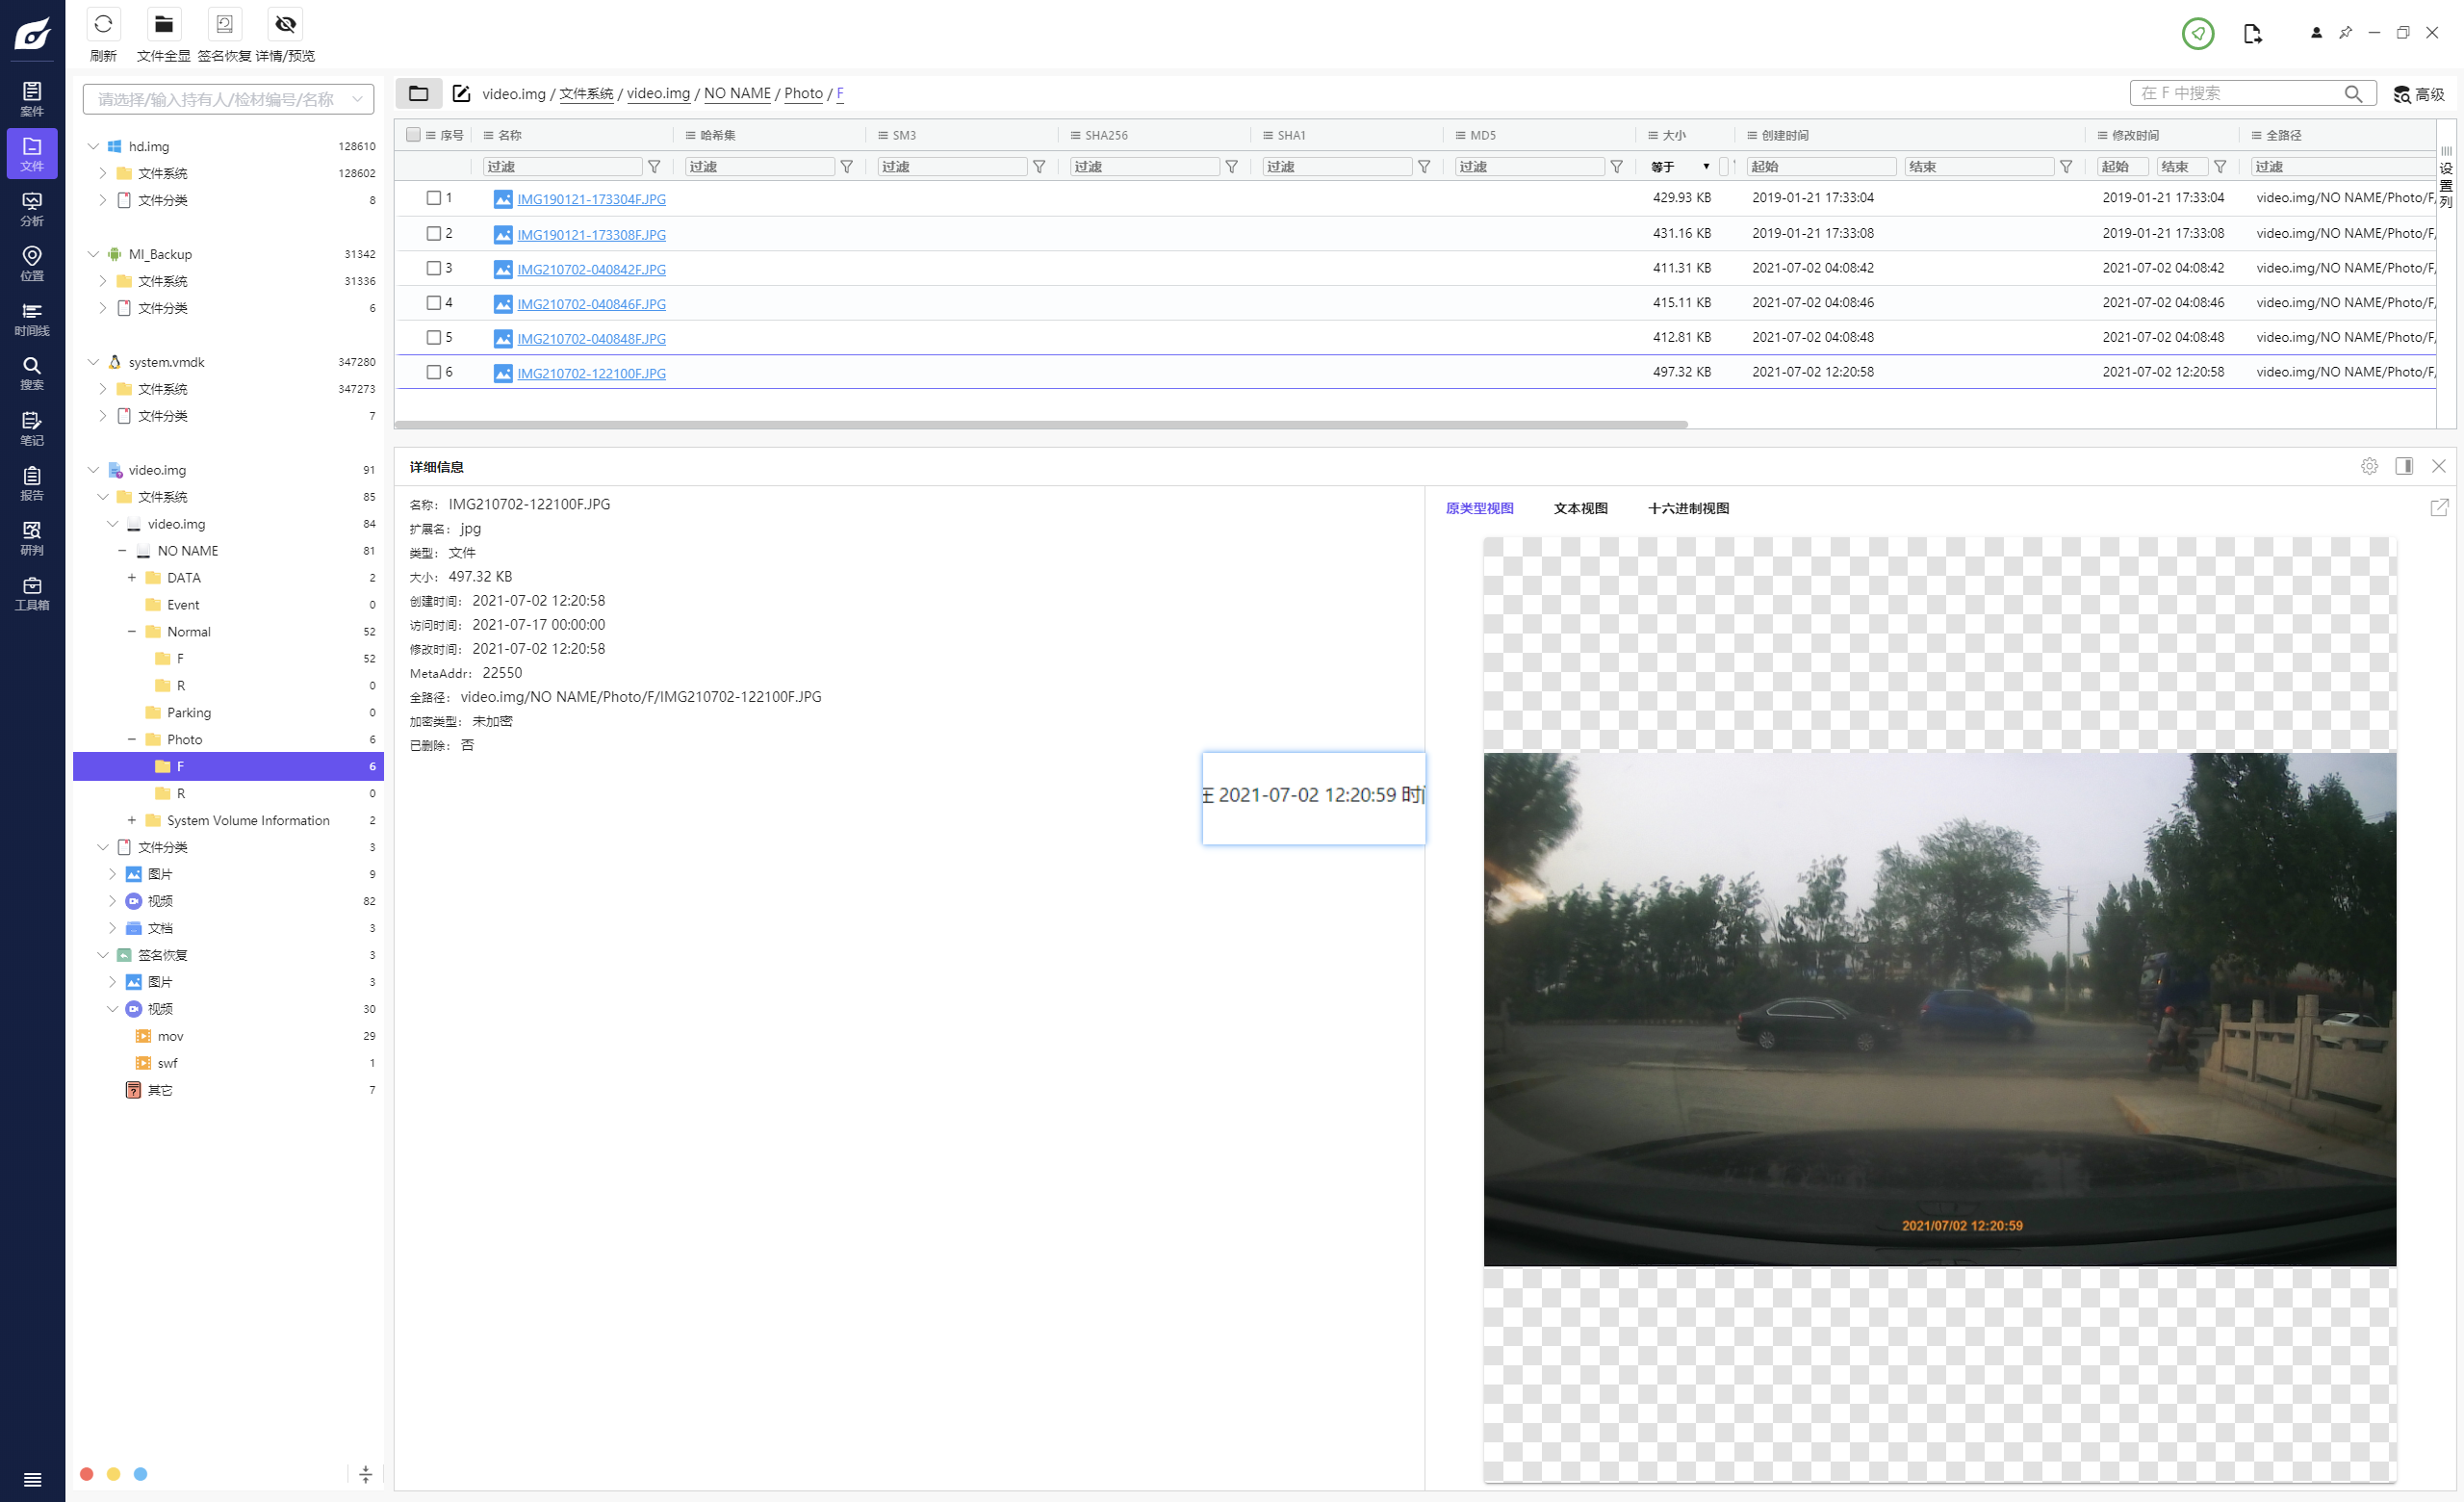 刷新 文件全显 签名恢复 详情/预览
案件
文件
分析
位置
时间线
搜索
笔记
报告
研判
工具箱
请选择/输入持有人/检材编号/名称
hd.img 128610
文件系统 128602
文件分类 8
MI_Backup 31342
文件系统 31336
文件分类 6
system.vmdk 347280
文件系统 347273
文件分类 7
video.img 91
文件系统 85
video.img 84
NO NAME 81
DATA 2
Event 0
Normal 52
F 52
R 0
Parking 0
Photo 6
F 6
R 0
System Volume Information 2
文件分类 3
图片 9
视频 82
文档 3
签名恢复 3
图片 3
视频 30
mov 29
swf 1
其它 7
video.img / 文件系统 / video.img / NO NAME / Photo / F
在 F 中搜索 高级
序号 名称 哈希集 SM3 SHA256 SHA1 MD5 大小 创建时间 修改时间 全路径
过滤 过滤 过滤 过滤 过滤 过滤 等于 起始 结束 起始 结束 过滤
设置列
1 IMG190121-173304F.JPG 429.93 KB 2019-01-21 17:33:04 2019-01-21 17:33:04 video.img/NO NAME/Photo/F/
2 IMG190121-173308F.JPG 431.16 KB 2019-01-21 17:33:08 2019-01-21 17:33:08 video.img/NO NAME/Photo/F/
3 IMG210702-040842F.JPG 411.31 KB 2021-07-02 04:08:42 2021-07-02 04:08:42 video.img/NO NAME/Photo/F/
4 IMG210702-040846F.JPG 415.11 KB 2021-07-02 04:08:46 2021-07-02 04:08:46 video.img/NO NAME/Photo/F/
5 IMG210702-040848F.JPG 412.81 KB 2021-07-02 04:08:48 2021-07-02 04:08:48 video.img/NO NAME/Photo/F/
6 IMG210702-122100F.JPG 497.32 KB 2021-07-02 12:20:58 2021-07-02 12:20:58 video.img/NO NAME/Photo/F/
详细信息
名称： IMG210702-122100F.JPG
扩展名： jpg
类型： 文件
大小： 497.32 KB
创建时间： 2021-07-02 12:20:58
访问时间： 2021-07-17 00:00:00
修改时间： 2021-07-02 12:20:58
MetaAddr： 22550
全路径： video.img/NO NAME/Photo/F/IMG210702-122100F.JPG
加密类型： 未加密
已删除： 否
2021-07-02 12:20:59
原类型视图 文本视图 十六进制视图
2021/07/02 12:20:59